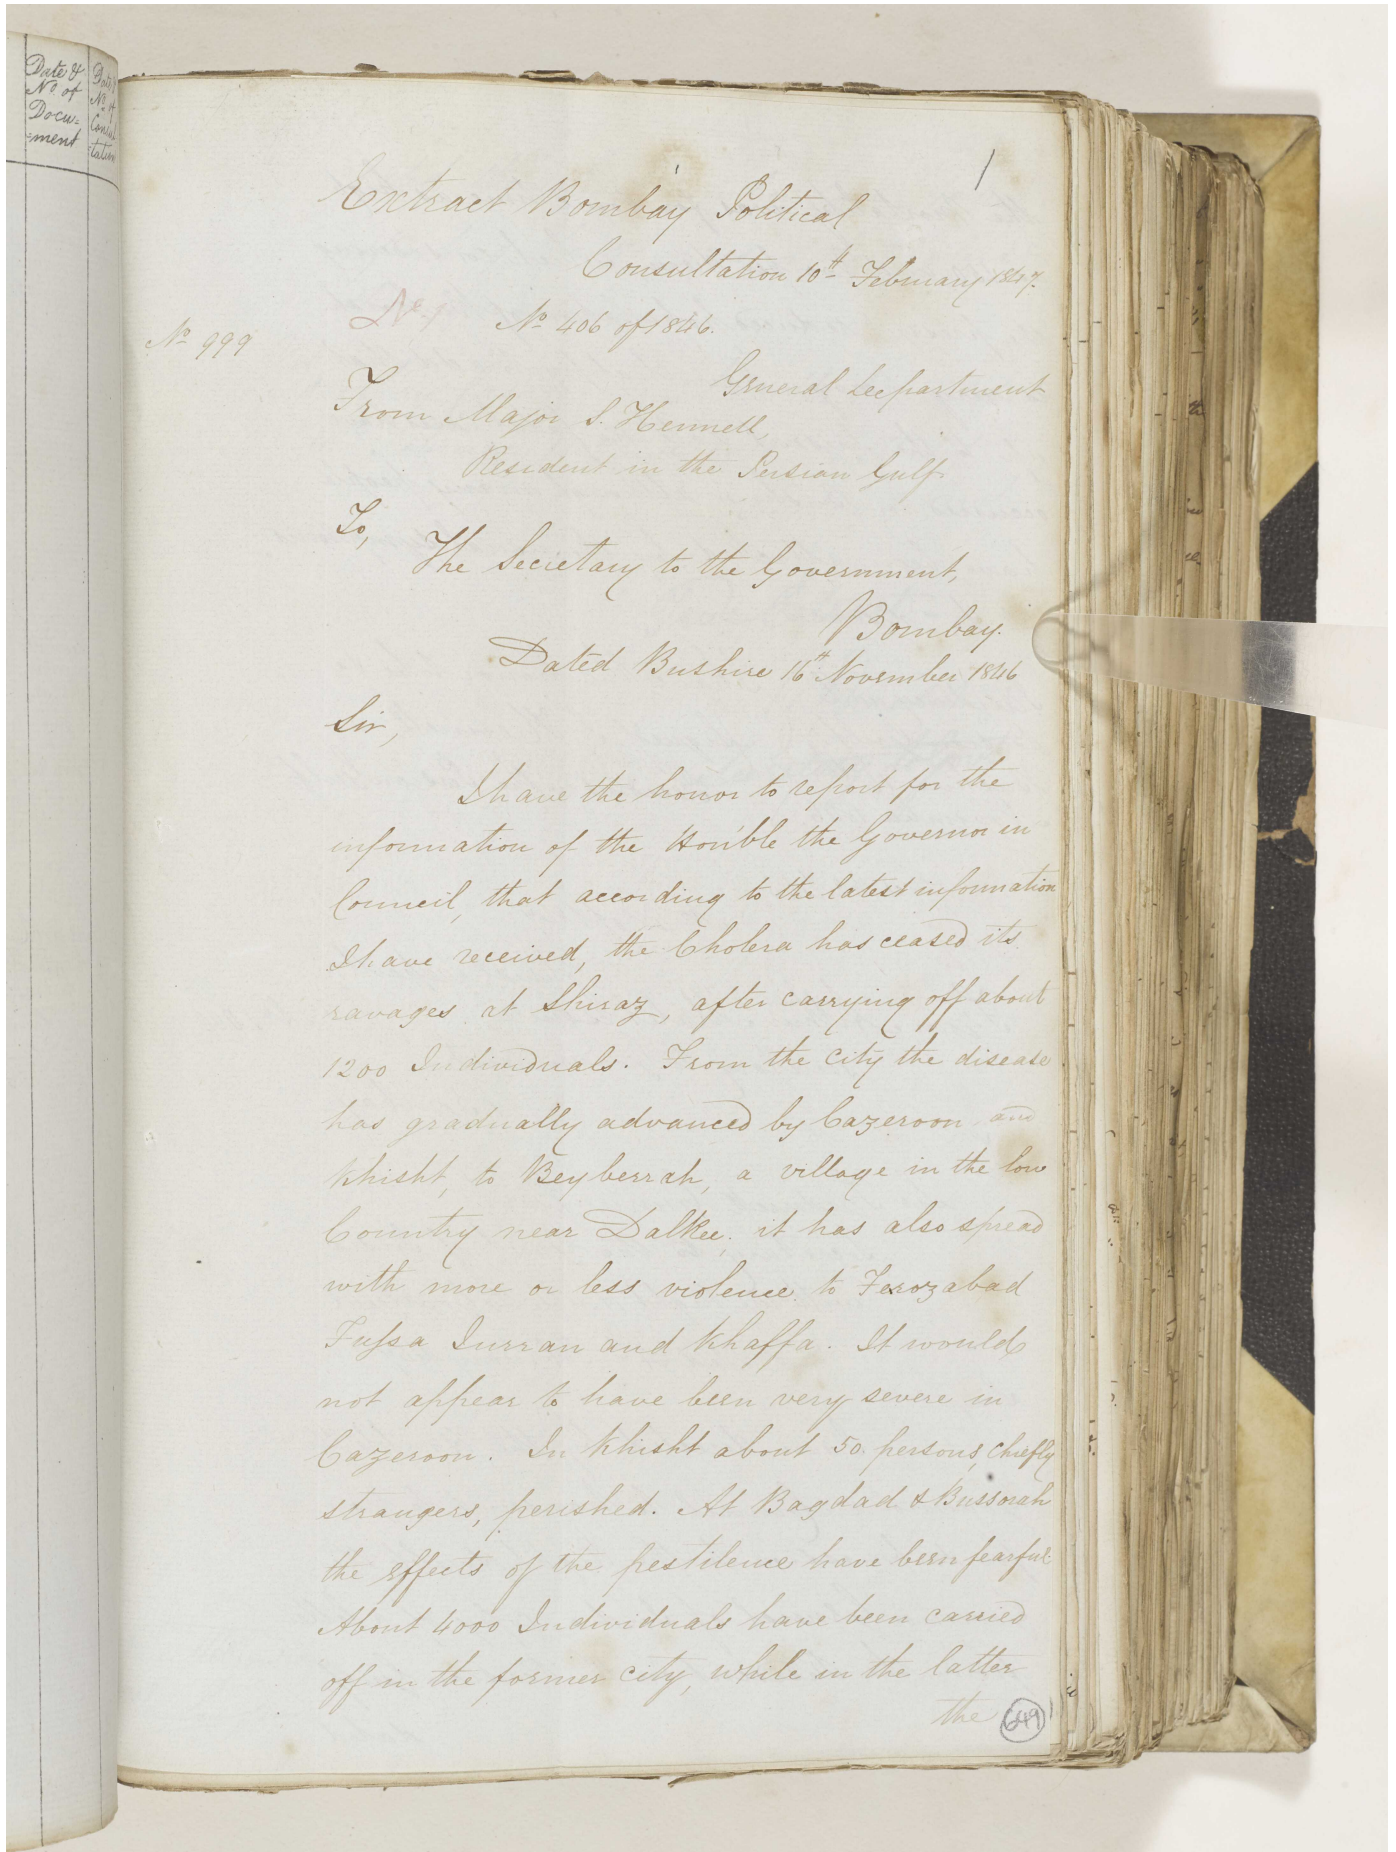 Date &
No. of
Docu=
=ment
Date &
No. of
Consul
tation
1
Extract Bombay Political
Consultation 10th February 1847.
No. 1
No. 406 of 1846.
No. 999
General Department
From Major S. Hennell,
Resident in the Persian Gulf
To,
The Secretary to the Government,
Bombay.
Dated Bushire 16th November 1846
Sir,
I have the honor to report for the
information of the Hon'ble the Governor in
Council, that according to the latest information
I have received, the Cholera has ceased its
ravages at Shiraz, after carrying off about
1200 Individuals. From the city the disease
has gradually advanced by Cazeroon and
Khisht, to Beyberrah, a village in the low
Country near Dalkee, it has also spread
with more or less violence to Ferozabad
Fussa Jurran and Khaffa. It would
not appear to have been very severe in
Cazeroon. In Khisht about 50 persons, chiefly
strangers, perished. At Bagdad & Bussorah
the effects of the pestilence have been fearful
About 4000 Individuals have been carried
off in the former city, while in the latter
the
649